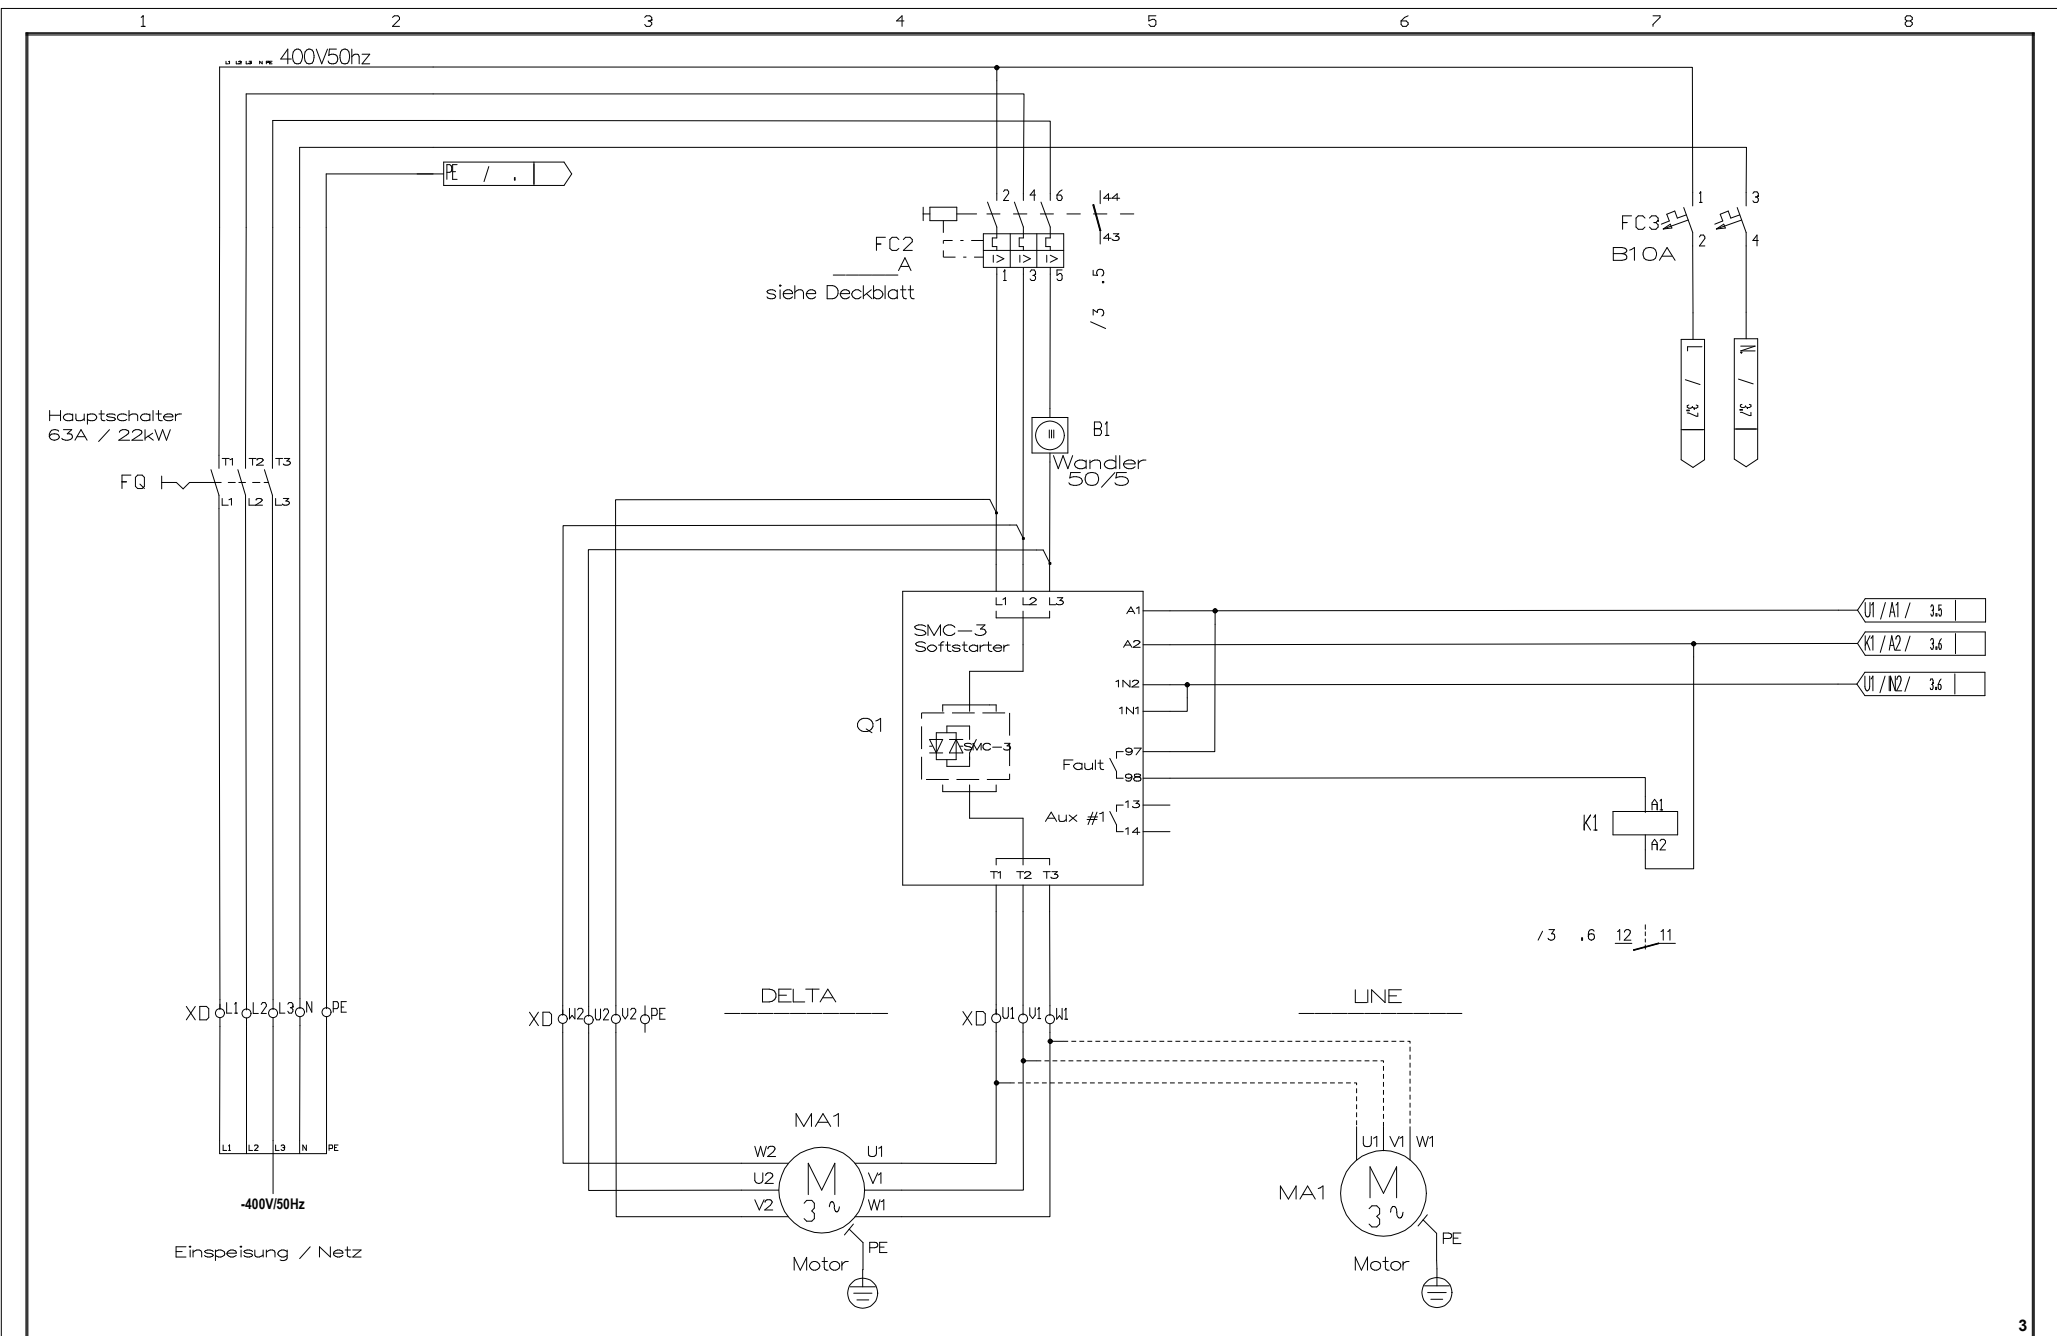 1 2 3 4 5 6 7 8
L1 L2 L3 N PE 400V50hz
PE / .
2 4 6 44
43
FC2
A
siehe Deckblatt
I> I> I>
1 3 5
/3 .5
1 3
FC3
2 4
B10A
L / 3.7
N / 3.7
Hauptschalter
63A / 22kW
T1 T2 T3
FQ
L1 L2 L3
B1
Wandler
50/5
L1 L2 L3
SMC-3
Softstarter
A1
A2
1N2
1N1
U1 / A1 / 3.5
K1 / A2 / 3.6
U1 / IN2 / 3.6
Q1
SMC-3
Fault
97
98
Aux #1
13
14
K1
A1
A2
T1 T2 T3
/3 .6 12 11
DELTA
LINE
XD L1 L2 L3 N PE
XD W2 U2 V2 PE
XD U1 V1 W1
MA1
W2 U1
U2 V1
V2 W1
M
3 ~
PE
Motor
U1 V1 W1
MA1
M
3 ~
PE
Motor
L1 L2 L3 N PE
-400V/50Hz
Einspeisung / Netz
3